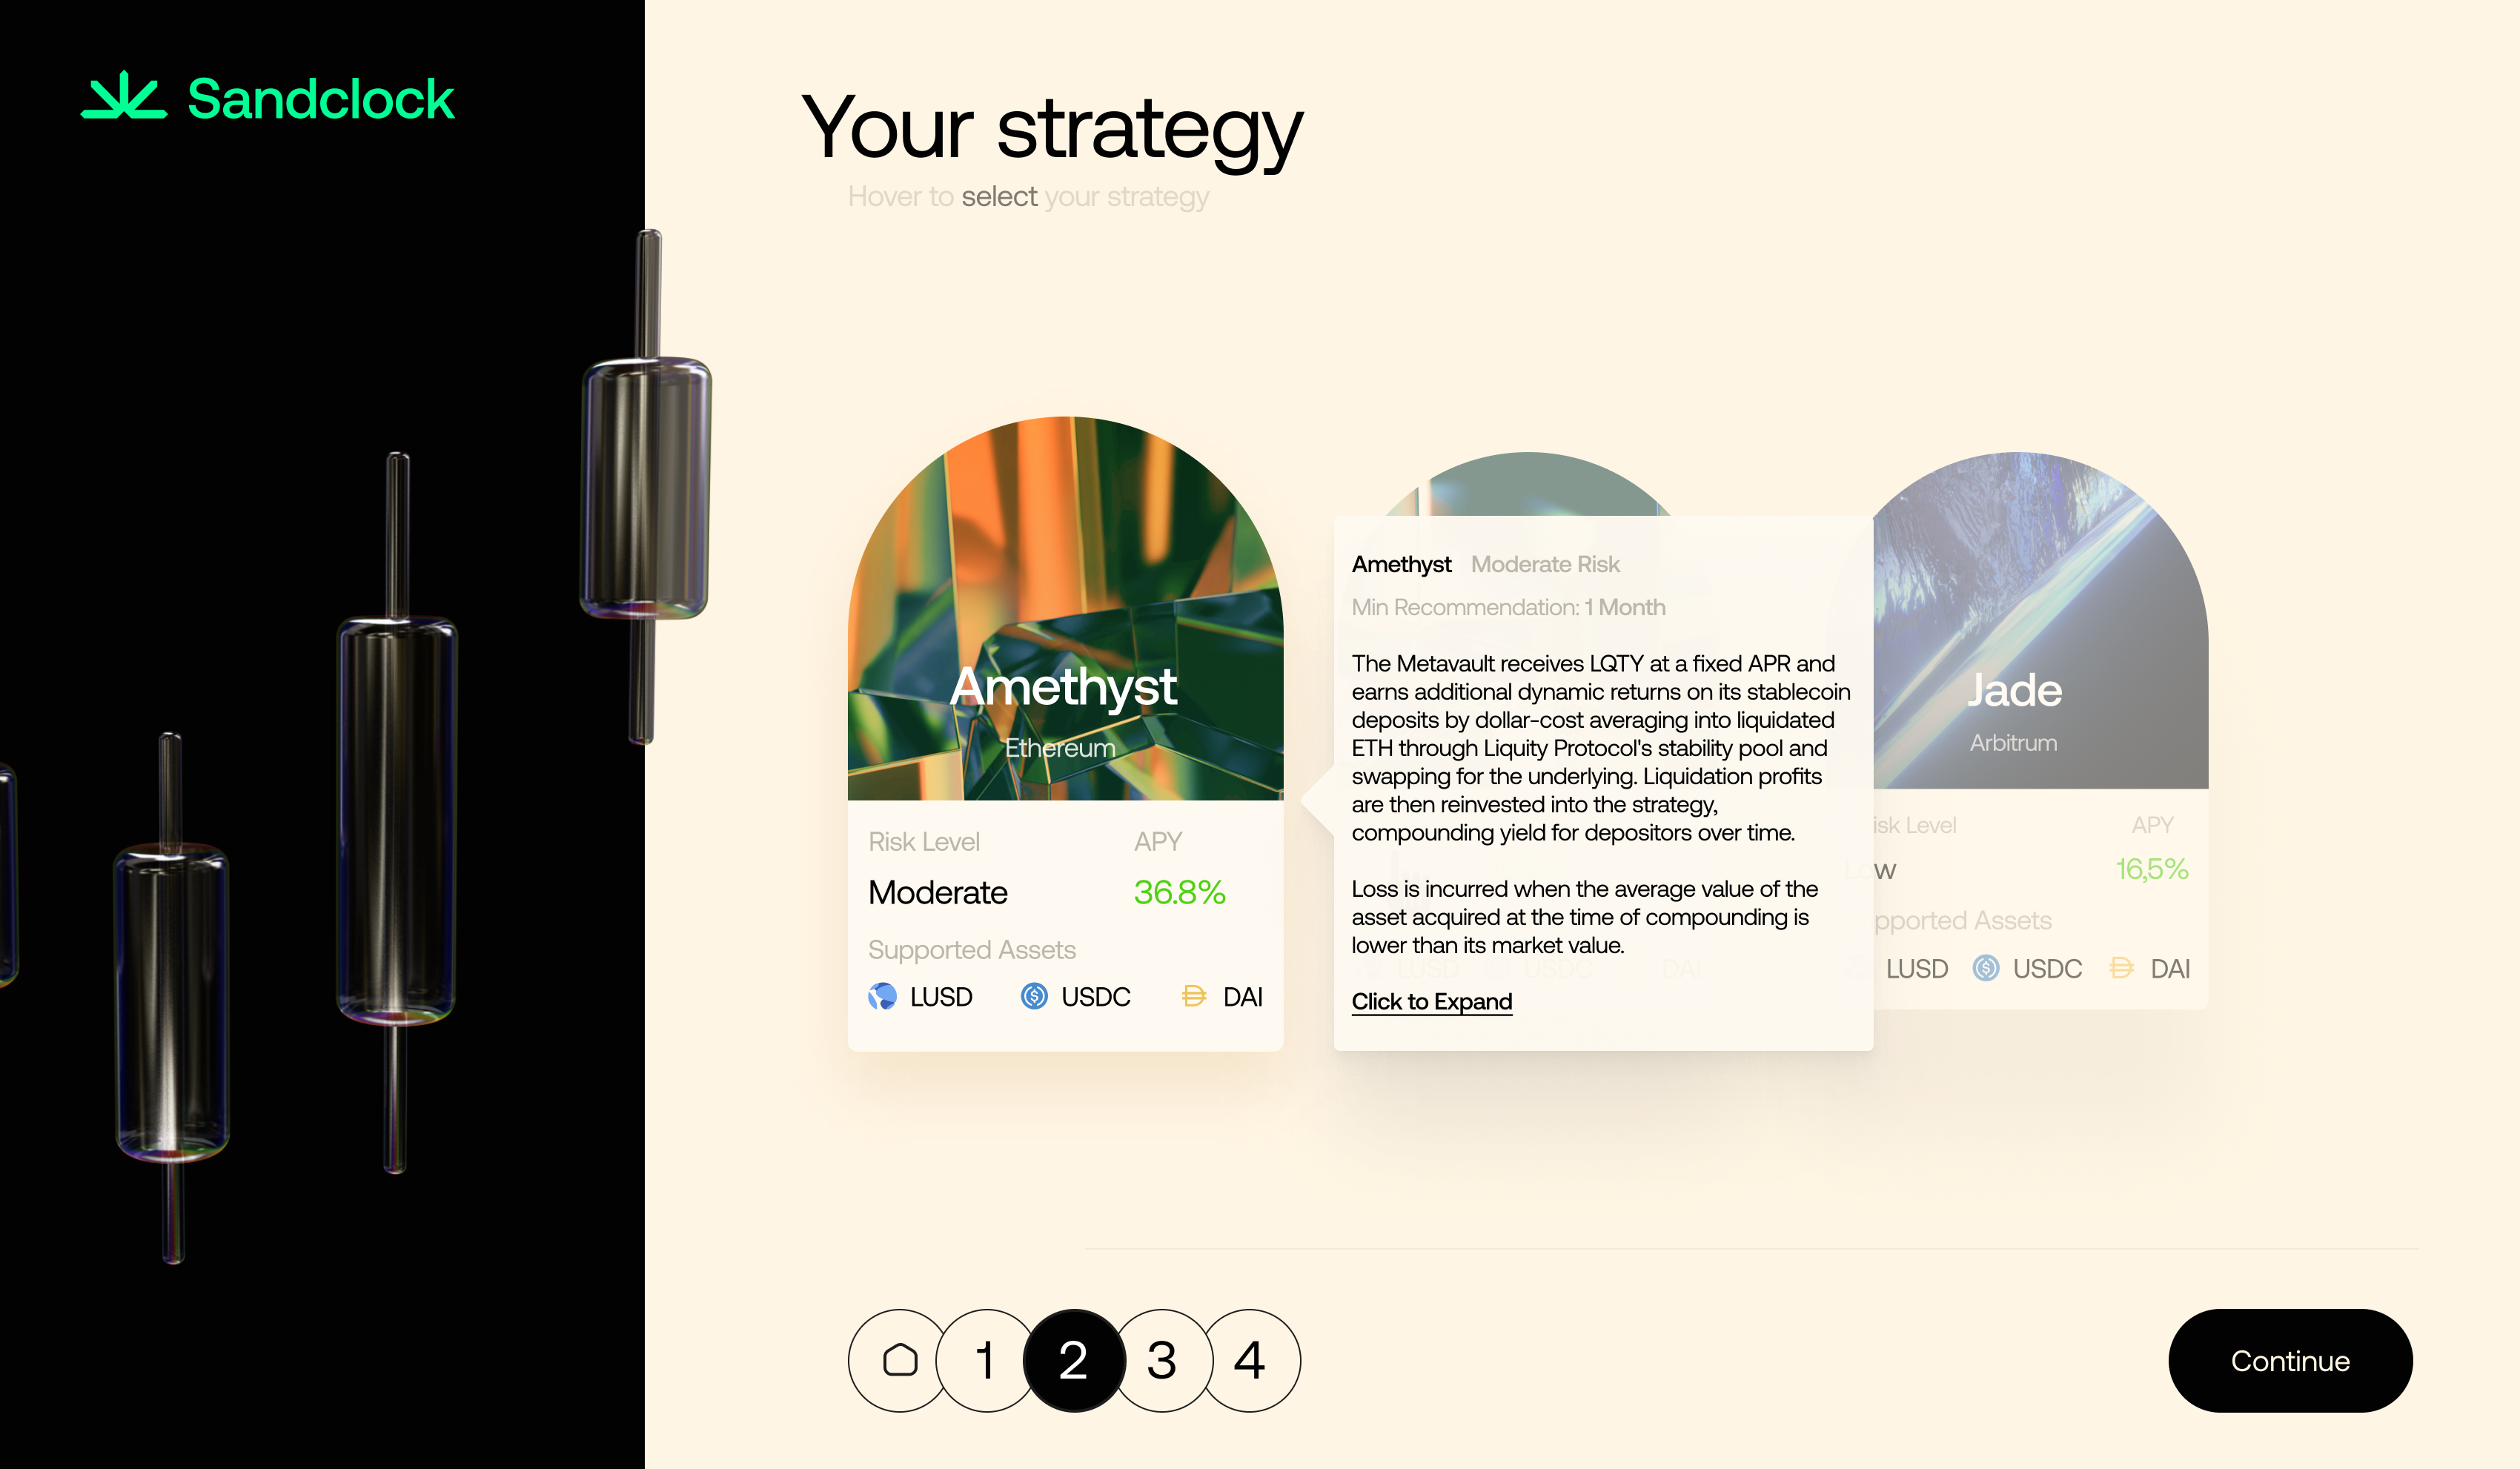 Sandclock
Your strategy
Hover to select your strategy
Amethyst
Ethereum
Risk Level APY
Moderate 36.8%
Supported Assets
LUSD USDC DAI
Amethyst Moderate Risk
Min Recommendation: 1 Month
The Metavault receives LQTY at a fixed APR and
earns additional dynamic returns on its stablecoin
deposits by dollar-cost averaging into liquidated
ETH through Liquity Protocol's stability pool and
swapping for the underlying. Liquidation profits
are then reinvested into the strategy,
compounding yield for depositors over time.
Loss is incurred when the average value of the
asset acquired at the time of compounding is
lower than its market value.
LUSD USDC DAI
Click to Expand
Jade
Arbitrum
isk Level APY
ow 16,5%
pported Assets
LUSD USDC DAI
1 2 3 4
Continue